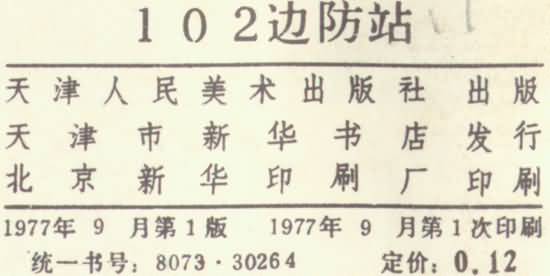 102边防站
天津人民美术出版社出版
天津市新华书店发行
北京新华印刷厂印刷
1977年9月第1版 1977年9月第1次印刷
统一书号：8073·30264 定价：0.12